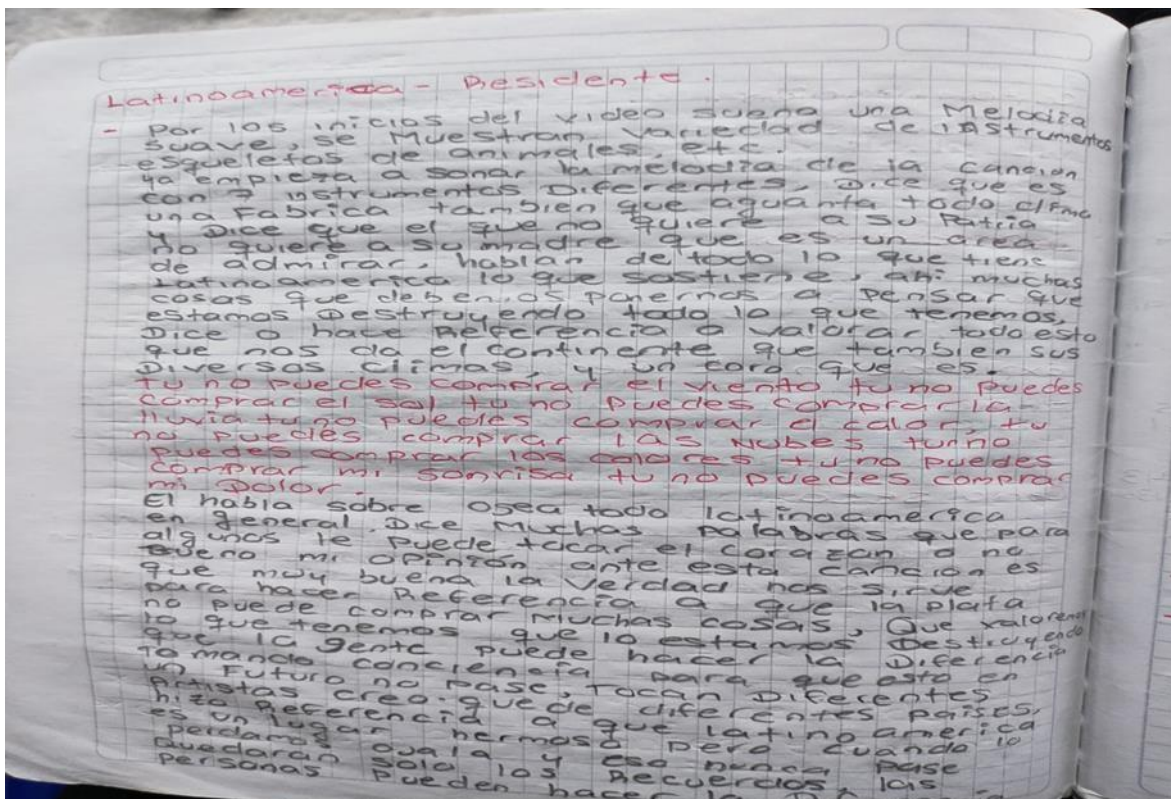 Latinoamerica - Residente.
- Por los inicios del video suena una Melodia
suave, se Muestran variedad de instrumentos
esqueletos de animales, etc.
ya empieza a sonar la melodia de la cancion
con 7 instrumentos Diferentes, Dice que es
una Fabrica tambien que aguanta todo clima
y Dice que el que no quiere a su Patria
no quiere a su madre que es un area
de admirar, hablan de todo lo que tiene
Latinoamerica lo que sostiene, ahi muchas
cosas que debemos ponernos a pensar que
estamos Destruyendo todo lo que tenemos,
Dice o hace Referencia a valorar todo esto
que nos da el continente que tambien sus
Diversos climas, y un coro que es.
tu no puedes comprar el viento tu no puedes
comprar el sol tu no puedes comprar la
lluvia tu no puedes comprar el calor, tu
no puedes comprar las Nubes tu no
puedes comprar los colores tu no puedes
comprar mi sonrisa tu no puedes comprar
mi Dolor.
El habla sobre osea todo latinoamerica
en general. Dice Muchas palabras que para
algunos le puede tocar el corazon o no
bueno mi opinión ante esta cancion es
que muy buena la verdad nos sirve
para hacer Referencia a que la plata
no puede comprar Muchas cosas, Que valoremos
lo que tenemos que lo estamos Destruyendo
que la gente puede hacer la Diferencia
tomando conciencia para que esto en
un Futuro no pase, Tocan Diferentes
artistas creo que de diferentes paises,
hizo Referencia a que latinoamerica
es un lugar hermoso pero cuando lo
perdamos ojala y eso nunca pase
quedaran solo los Recuerdos, las
personas pueden hacer la